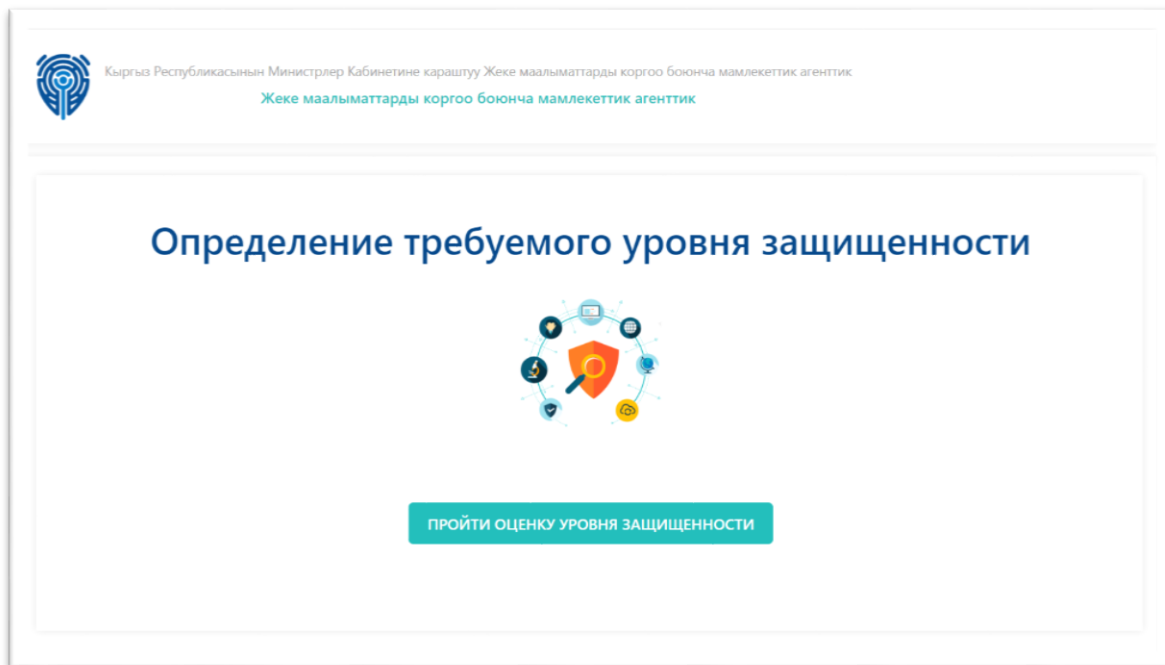 Кыргыз Республикасынын Министрлер Кабинетине караштуу Жеке маалыматтарды коргоо боюнча мамлекеттик агенттик
Жеке маалыматтарды коргоо боюнча мамлекеттик агенттик
Определение требуемого уровня защищенности
ПРОЙТИ ОЦЕНКУ УРОВНЯ ЗАЩИЩЕННОСТИ